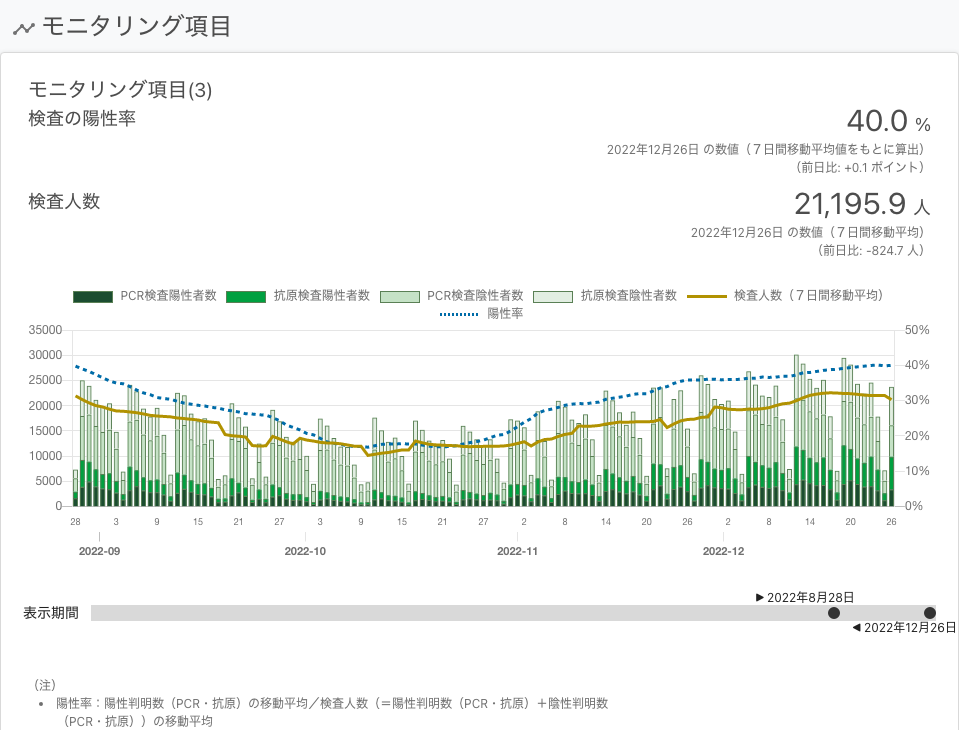 モニタリング項目
モニタリング項目(3)
検査の陽性率
40.0 %
2022年12月26日 の数値（７日間移動平均値をもとに算出）
（前日比: +0.1 ポイント）
検査人数
21,195.9 人
2022年12月26日 の数値（７日間移動平均）
（前日比: -824.7 人）
PCR検査陽性者数 抗原検査陽性者数 PCR検査陰性者数 抗原検査陰性者数 検査人数（７日間移動平均）
陽性率
35000 50%
30000 40%
25000
20000 30%
15000 20%
10000
5000 10%
0 0%
28 3 9 15 21 27 3 9 15 21 27 2 8 14 20 26 2 8 14 20 26
2022-09 2022-10 2022-11 2022-12
▶ 2022年8月28日
表示期間
◀ 2022年12月26日
（注）
• 陽性率：陽性判明数（PCR・抗原）の移動平均／検査人数（＝陽性判明数（PCR・抗原）＋陰性判明数
（PCR・抗原））の移動平均